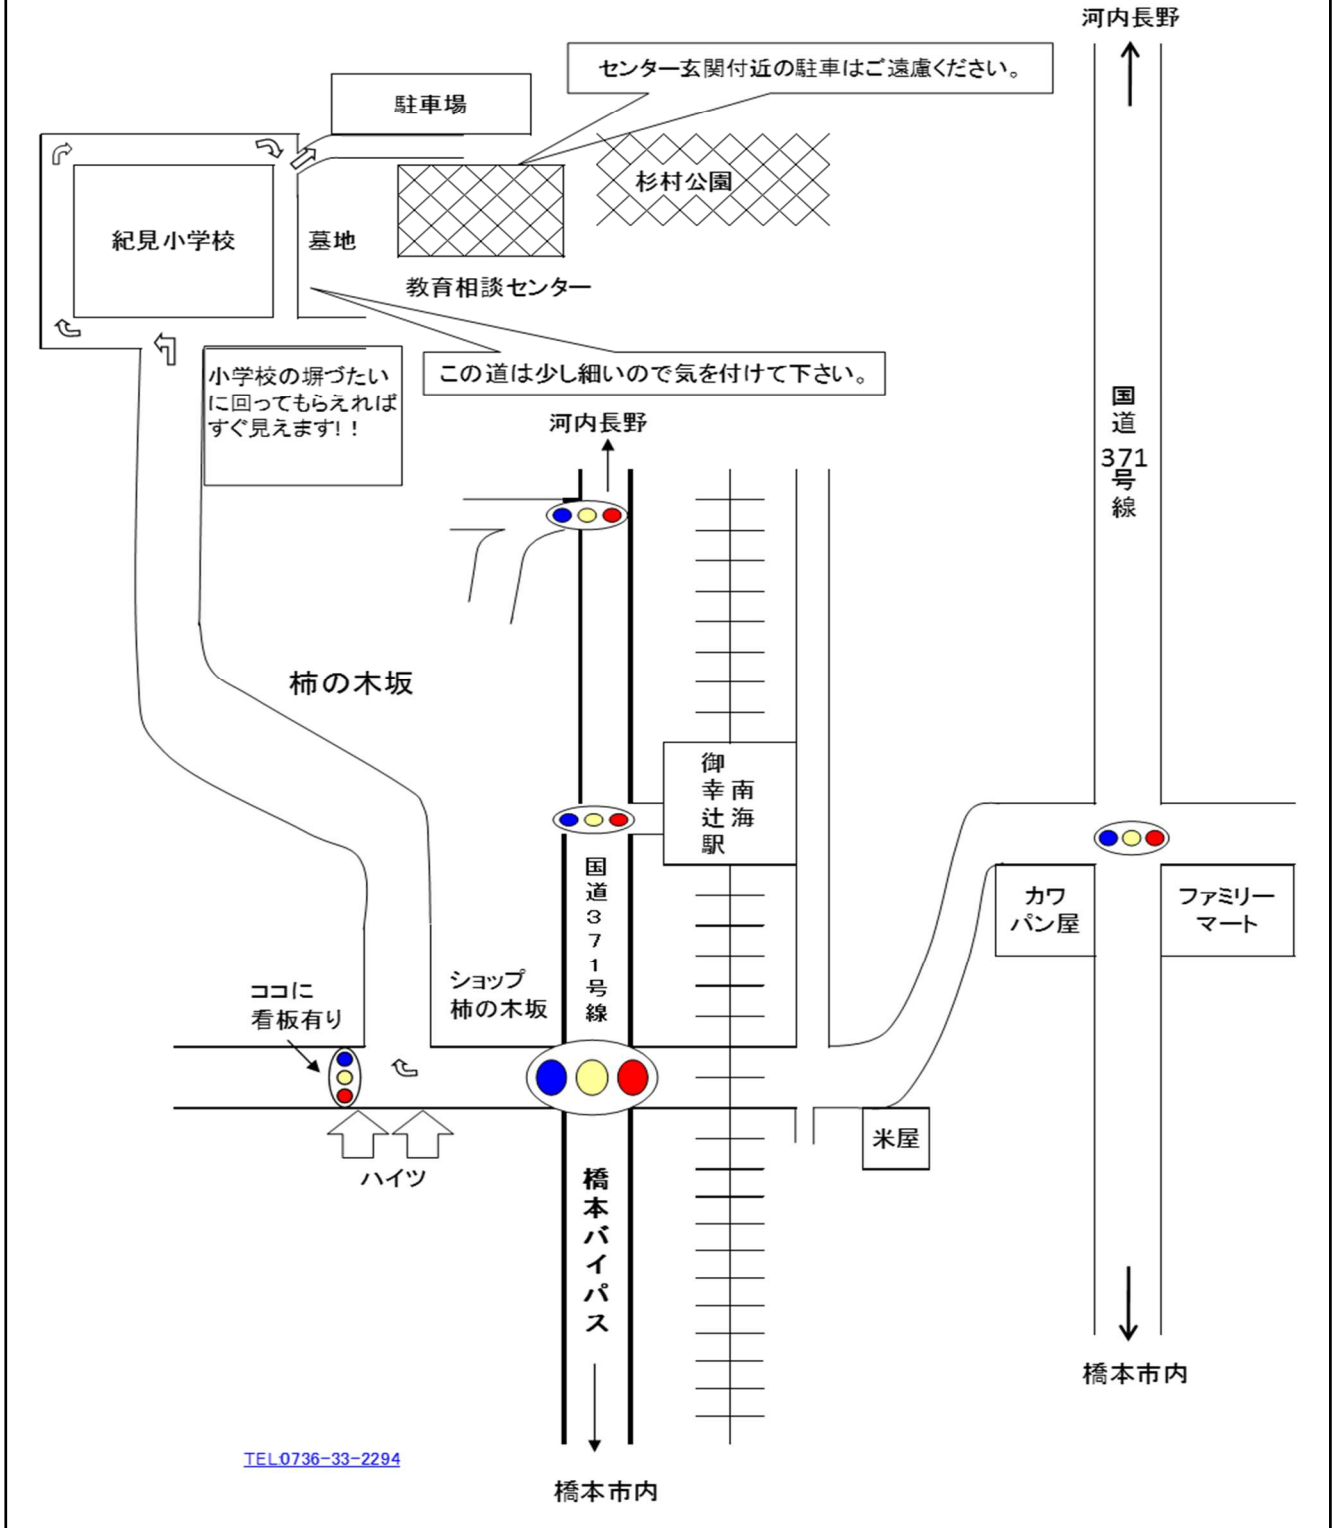 河内長野
センター玄関付近の駐車はご遠慮ください。
駐車場
杉村公園
紀見小学校
墓地
教育相談センター
この道は少し細いので気を付けて下さい。
小学校の塀づたい
に回ってもらえれば
すぐ見えます！！
河内長野
国道371号線
柿の木坂
南海
御幸辻駅
国道３７１号線
カワ
パン屋
ファミリー
マート
ショップ
柿の木坂
ココに
看板有り
米屋
ハイツ
橋本バイパス
橋本市内
TEL:0736-33-2294
橋本市内